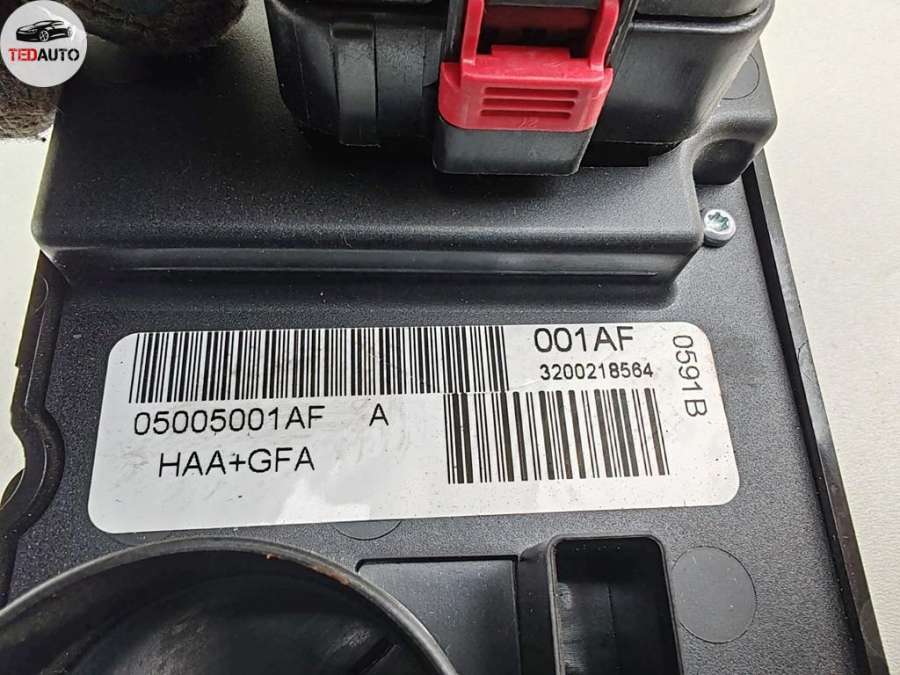 TEDAUTO
001AF
3200218564
0591B
05005001AF A
HAA+GFA